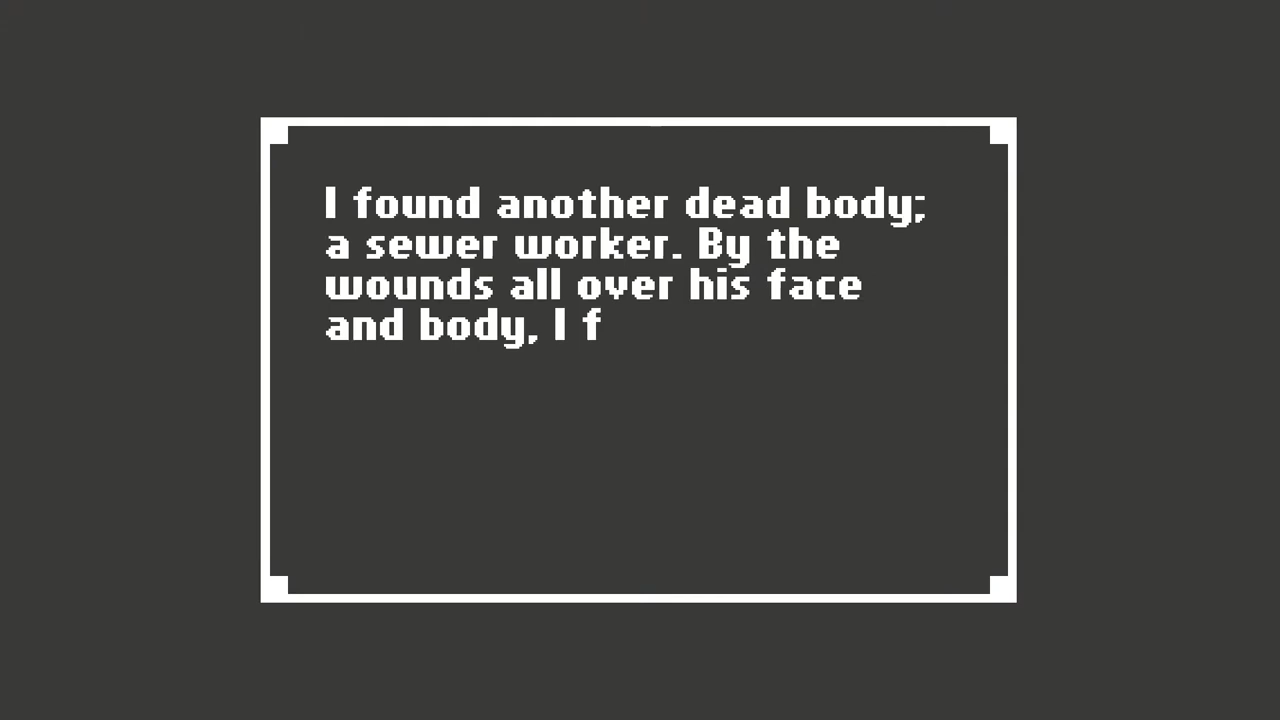 I found another dead body;
a sewer worker. By the
wounds all over his face
and body, I f